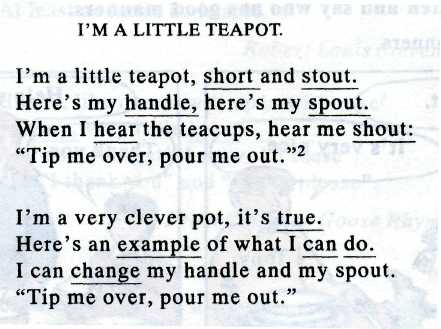 I'M A LITTLE TEAPOT.
I'm a little teapot, short and stout.
Here's my handle, here's my spout.
When I hear the teacups, hear me shout:
“Tip me over, pour me out.”2
I'm a very clever pot, it's true.
Here's an example of what I can do.
I can change my handle and my spout.
“Tip me over, pour me out.”